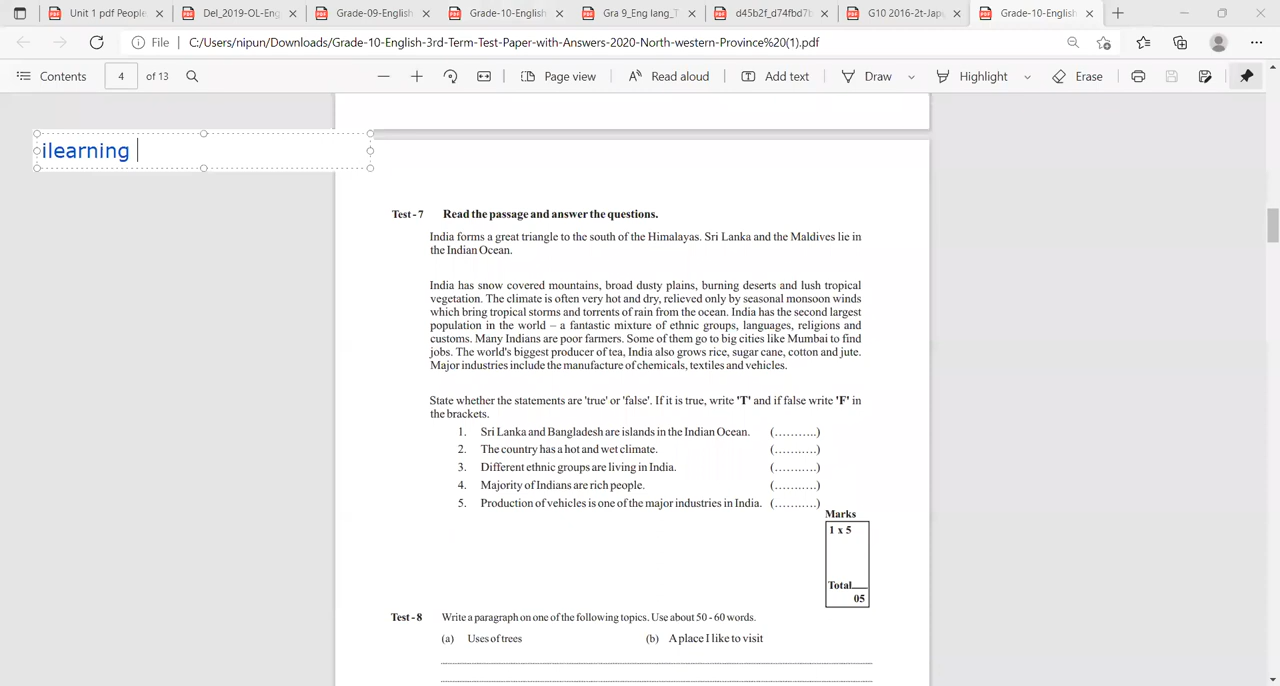 Unit 1 pdf People
Del_2019-OL-Eng
Grade-09-English
Grade-10-English
Gra 9_Eng lang_T
d45b2f_d74fbd7b
G10 2016-2t-Jap
Grade-10-English
File | C:/Users/nipun/Downloads/Grade-10-English-3rd-Term-Test-Paper-with-Answers-2020-North-western-Province%20(1).pdf
Contents 4 of 13 Page view Read aloud Add text Draw Highlight Erase
ilearning
Test - 7 Read the passage and answer the questions.
India forms a great triangle to the south of the Himalayas. Sri Lanka and the Maldives lie in
the Indian Ocean.
India has snow covered mountains, broad dusty plains, burning deserts and lush tropical
vegetation. The climate is often very hot and dry, relieved only by seasonal monsoon winds
which bring tropical storms and torrents of rain from the ocean. India has the second largest
population in the world – a fantastic mixture of ethnic groups, languages, religions and
customs. Many Indians are poor farmers. Some of them go to big cities like Mumbai to find
jobs. The world's biggest producer of tea, India also grows rice, sugar cane, cotton and jute.
Major industries include the manufacture of chemicals, textiles and vehicles.
State whether the statements are 'true' or 'false'. If it is true, write 'T' and if false write 'F' in
the brackets.
1. Sri Lanka and Bangladesh are islands in the Indian Ocean. (...........)
2. The country has a hot and wet climate. (...........)
3. Different ethnic groups are living in India. (...........)
4. Majority of Indians are rich people. (...........)
5. Production of vehicles is one of the major industries in India. (...........)
Marks
1 x 5
Total
05
Test - 8 Write a paragraph on one of the following topics. Use about 50 - 60 words.
(a) Uses of trees (b) A place I like to visit